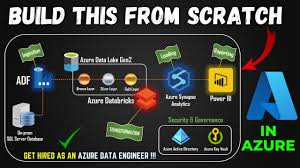 BUILD THIS FROM SCRATCH
Ingestion
Loading
Reporting
Azure Data Lake Gen2
Bronze Layer
Silver Layer
Gold Layer
ADF
Azure Databricks
Azure Synapse
Analytics
Power BI
TRANSFORMATION
Security & Governance
On-prem
SQL Server Database
Azure Active Directory
Azure Key Vault
IN
AZURE
GET HIRED AS AN AZURE DATA ENGINEER !!!